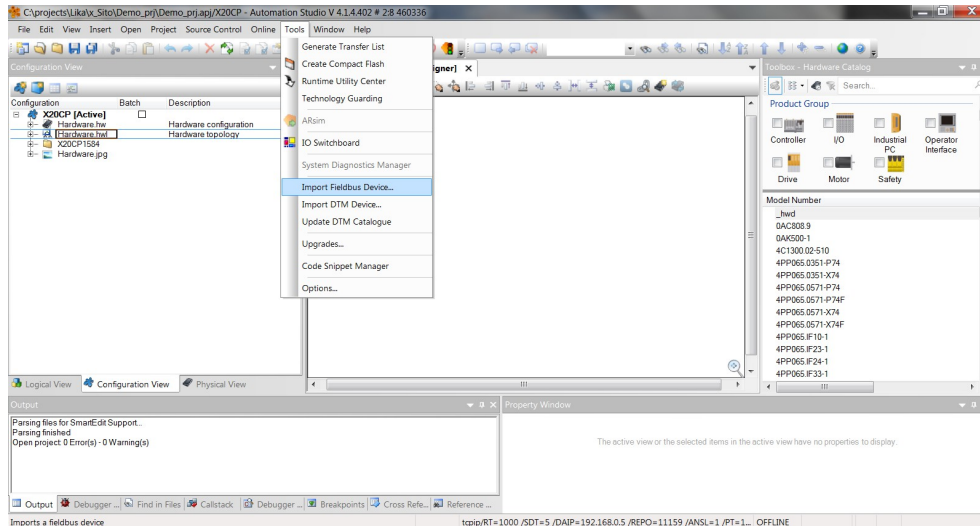 C:\projects\Lika\x_Sito\Demo_prj\Demo_prj.apj/X20CP - Automation Studio V 4.1.4.402 # 2:8 460336
File Edit View Insert Open Project Source Control Online Tools Window Help
Generate Transfer List
Create Compact Flash
Runtime Utility Center
Technology Guarding
ARsim
IO Switchboard
System Diagnostics Manager
Import Fieldbus Device...
Import DTM Device...
Update DTM Catalogue
Upgrades...
Code Snippet Manager
Options...
Configuration View
Configuration Batch Description
X20CP [Active]
Hardware.hw Hardware configuration
Hardware.hwl Hardware topology
X20CP1584
Hardware.jpg
igner] X
Toolbox - Hardware Catalog
Search...
Product Group
Controller I/O Industrial PC Operator Interface
Drive Motor Safety
Model Number
_hwd
0AC808.9
0AK500-1
4C1300.02-510
4PP065.0351-P74
4PP065.0351-X74
4PP065.0571-P74
4PP065.0571-P74F
4PP065.0571-X74
4PP065.0571-X74F
4PP065.IF10-1
4PP065.IF23-1
4PP065.IF24-1
4PP065.IF33-1
Logical View Configuration View Physical View
Output
Parsing files for SmartEdit Support...
Parsing finished
Open project: 0 Error(s) - 0 Warning(s)
Property Window
The active view or the selected items in the active view have no properties to display.
Output Debugger ... Find in Files Callstack Debugger ... Breakpoints Cross Refe... Reference ...
Imports a fieldbus device
tcpip/RT=1000 /SDT=5 /DAIP=192.168.0.5 /REPO=11159 /ANSL=1 /PT=1... OFFLINE